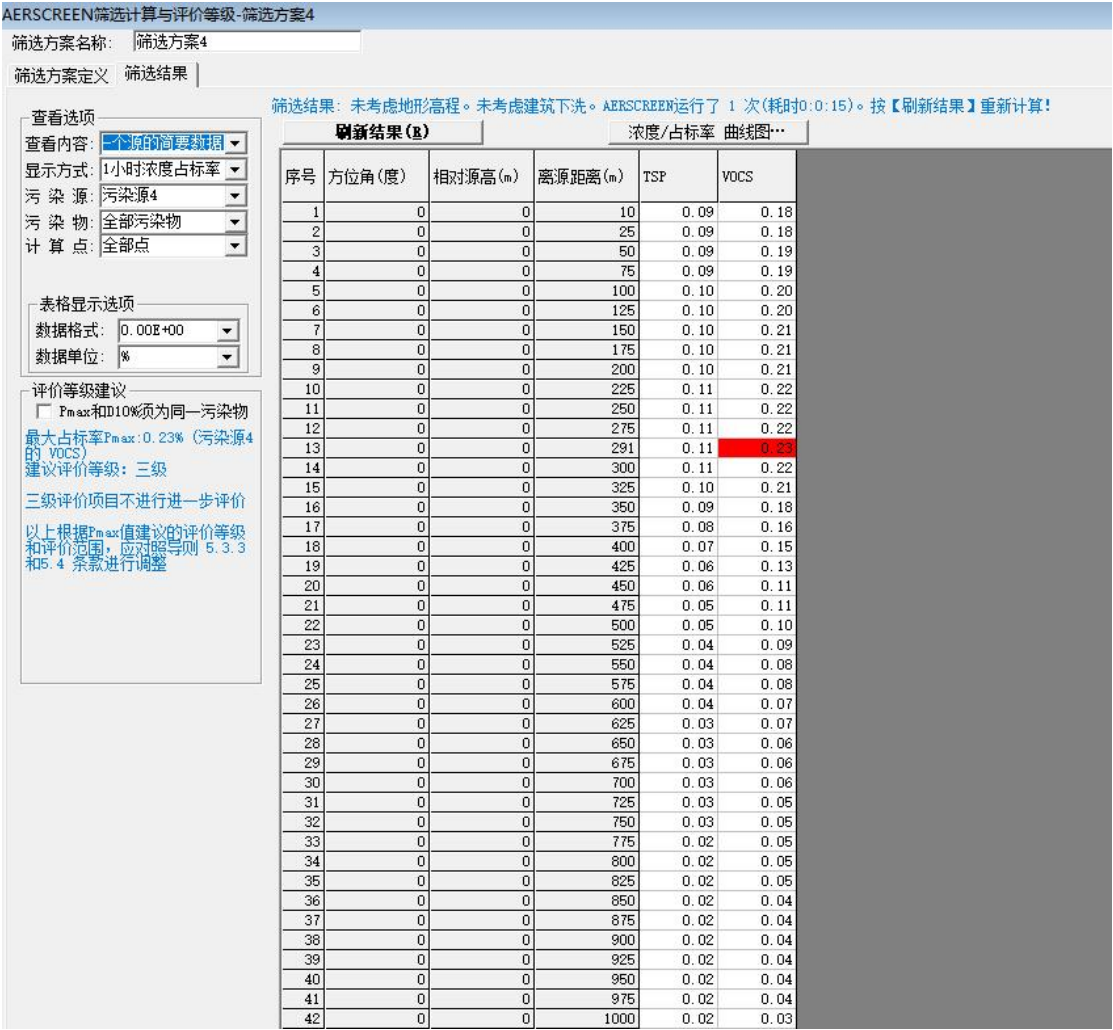 AERSCREEN筛选计算与评价等级-筛选方案4
筛选方案名称: 筛选方案4
筛选方案定义 筛选结果
查看选项
查看内容: 一个源的简要数据
显示方式: 1小时浓度占标率
污 染 源: 污染源4
污 染 物: 全部污染物
计 算 点: 全部点
表格显示选项
数据格式: 0.00E+00
数据单位: %
评价等级建议
Pmax和D10%须为同一污染物
最大占标率Pmax:0.23% (污染源4
的 VOCS)
建议评价等级: 三级
三级评价项目不进行进一步评价
以上根据Pmax值建议的评价等级
和评价范围，应对照导则 5.3.3
和5.4 条款进行调整
筛选结果: 未考虑地形高程。未考虑建筑下洗。AERSCREEN运行了 1 次(耗时0:0:15)。按【刷新结果】重新计算!
刷新结果(R) 浓度/占标率 曲线图…
序号 方位角(度) 相对源高(m) 离源距离(m) TSP VOCS
1 0 0 10 0.09 0.18
2 0 0 25 0.09 0.18
3 0 0 50 0.09 0.19
4 0 0 75 0.09 0.19
5 0 0 100 0.10 0.20
6 0 0 125 0.10 0.20
7 0 0 150 0.10 0.21
8 0 0 175 0.10 0.21
9 0 0 200 0.10 0.21
10 0 0 225 0.11 0.22
11 0 0 250 0.11 0.22
12 0 0 275 0.11 0.22
13 0 0 291 0.11 0.23
14 0 0 300 0.11 0.22
15 0 0 325 0.10 0.21
16 0 0 350 0.09 0.18
17 0 0 375 0.08 0.16
18 0 0 400 0.07 0.15
19 0 0 425 0.06 0.13
20 0 0 450 0.06 0.11
21 0 0 475 0.05 0.11
22 0 0 500 0.05 0.10
23 0 0 525 0.04 0.09
24 0 0 550 0.04 0.08
25 0 0 575 0.04 0.08
26 0 0 600 0.04 0.07
27 0 0 625 0.03 0.07
28 0 0 650 0.03 0.06
29 0 0 675 0.03 0.06
30 0 0 700 0.03 0.06
31 0 0 725 0.03 0.05
32 0 0 750 0.03 0.05
33 0 0 775 0.02 0.05
34 0 0 800 0.02 0.05
35 0 0 825 0.02 0.05
36 0 0 850 0.02 0.04
37 0 0 875 0.02 0.04
38 0 0 900 0.02 0.04
39 0 0 925 0.02 0.04
40 0 0 950 0.02 0.04
41 0 0 975 0.02 0.04
42 0 0 1000 0.02 0.03